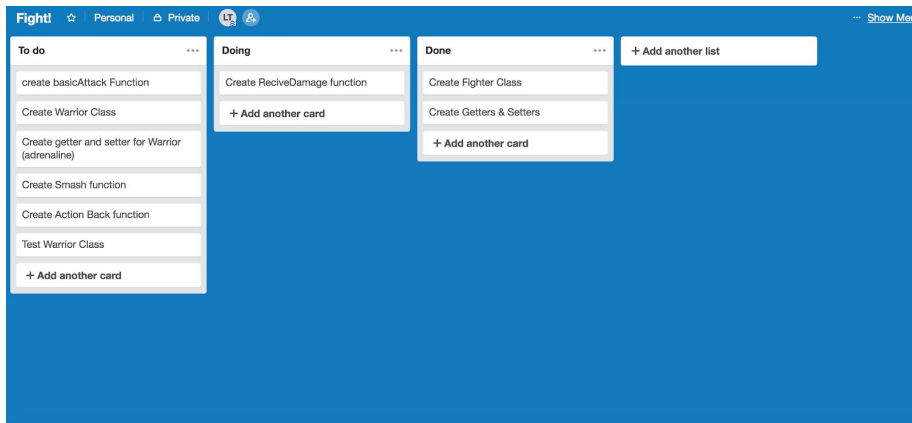 Fight! Personal Private LT ... Show Mer
To do ...
create basicAttack Function
Create Warrior Class
Create getter and setter for Warrior
(adrenaline)
Create Smash function
Create Action Back function
Test Warrior Class
+ Add another card
Doing ...
Create ReciveDamage function
+ Add another card
Done ...
Create Fighter Class
Create Getters & Setters
+ Add another card
+ Add another list